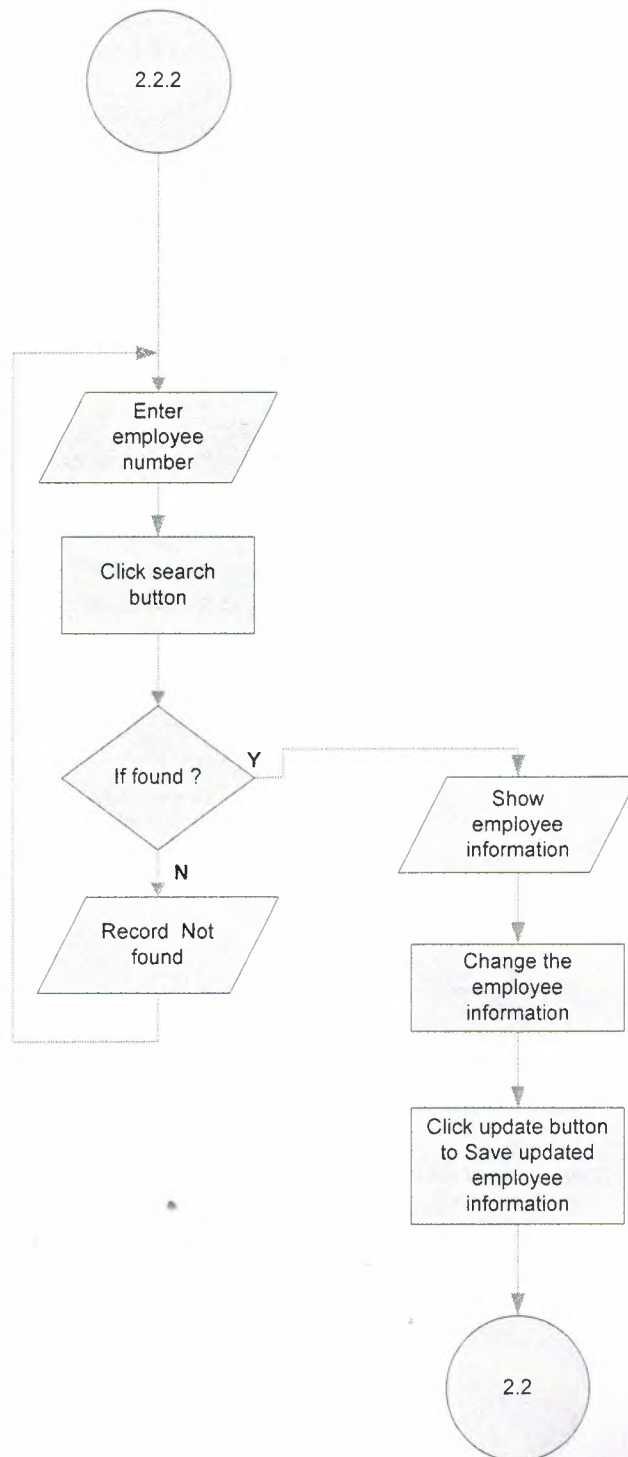 2.2.2
Enter
employee
number
Click search
button
If found ?
Y
N
Record Not
found
Show
employee
information
Change the
employee
information
Click update button
to Save updated
employee
information
2.2